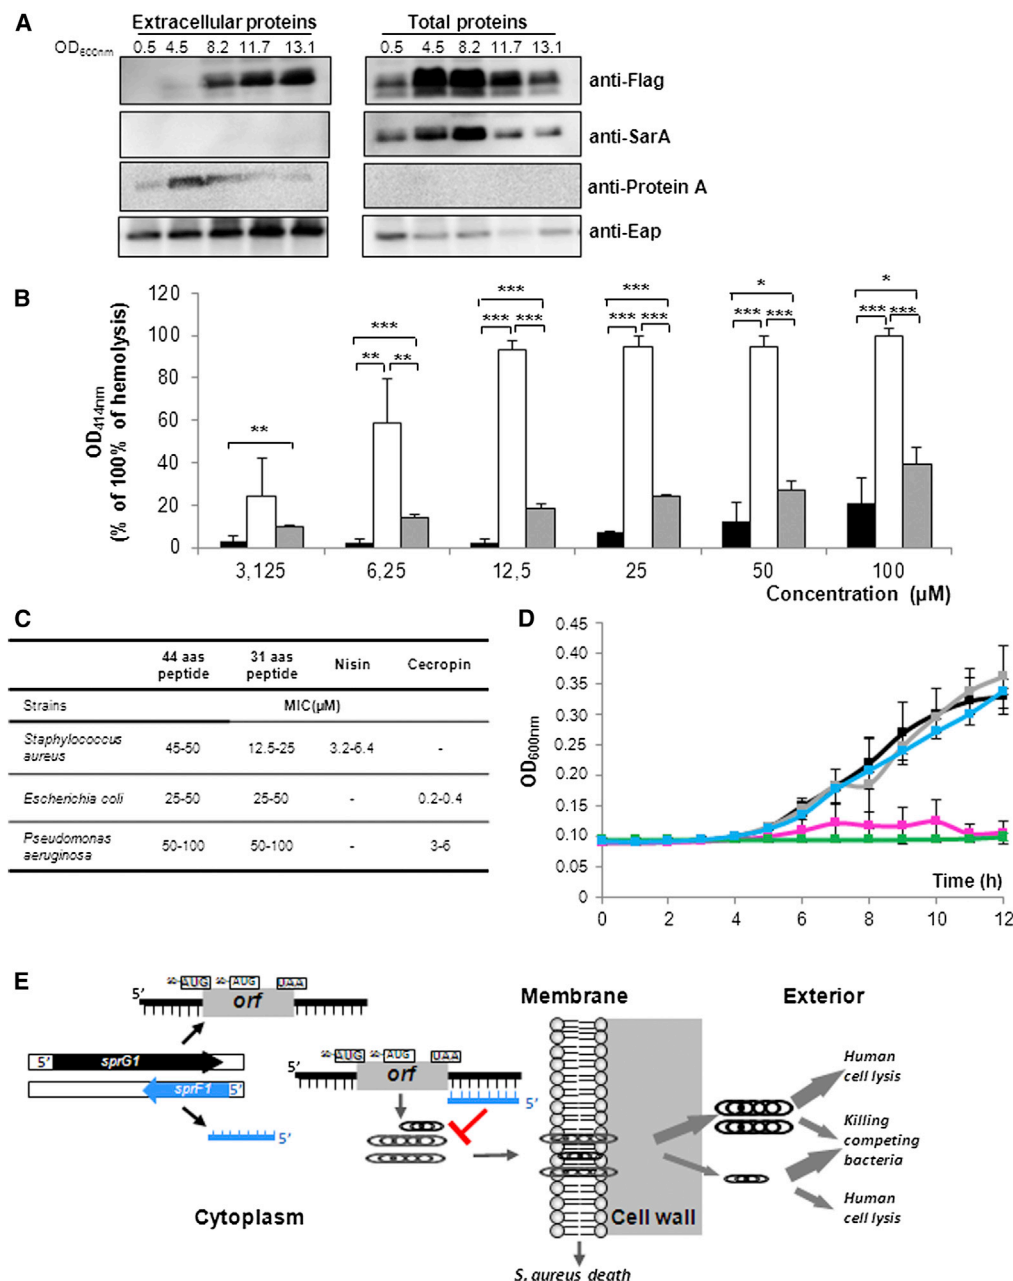 A
Extracellular proteins
Total proteins
OD600nm 0.5 4.5 8.2 11.7 13.1
0.5 4.5 8.2 11.7 13.1
anti-Flag
anti-SarA
anti-Protein A
anti-Eap
B
OD414nm
(% of 100% of hemolysis)
120
100
80
60
40
20
0
**
***
** **
***
*** ***
***
*** ***
*
*** ***
*
*** ***
3,125 6,25 12,5 25 50 100
Concentration (µM)
C
44 aas peptide 31 aas peptide Nisin Cecropin
Strains MIC(µM)
Staphylococcus aureus 45-50 12.5-25 3.2-6.4 -
Escherichia coli 25-50 25-50 - 0.2-0.4
Pseudomonas aeruginosa 50-100 50-100 - 3-6
D
OD600nm
0.45
0.40
0.35
0.30
0.25
0.20
0.15
0.10
0.05
0
Time (h)
0 2 4 6 8 10 12
E
5'
AUG AUG UAA
orf
5' sprG1
sprF1 5'
5'
AUG AUG UAA
orf
5'
Membrane
Exterior
Human cell lysis
Killing competing bacteria
Human cell lysis
Cytoplasm
Cell wall
S. aureus death